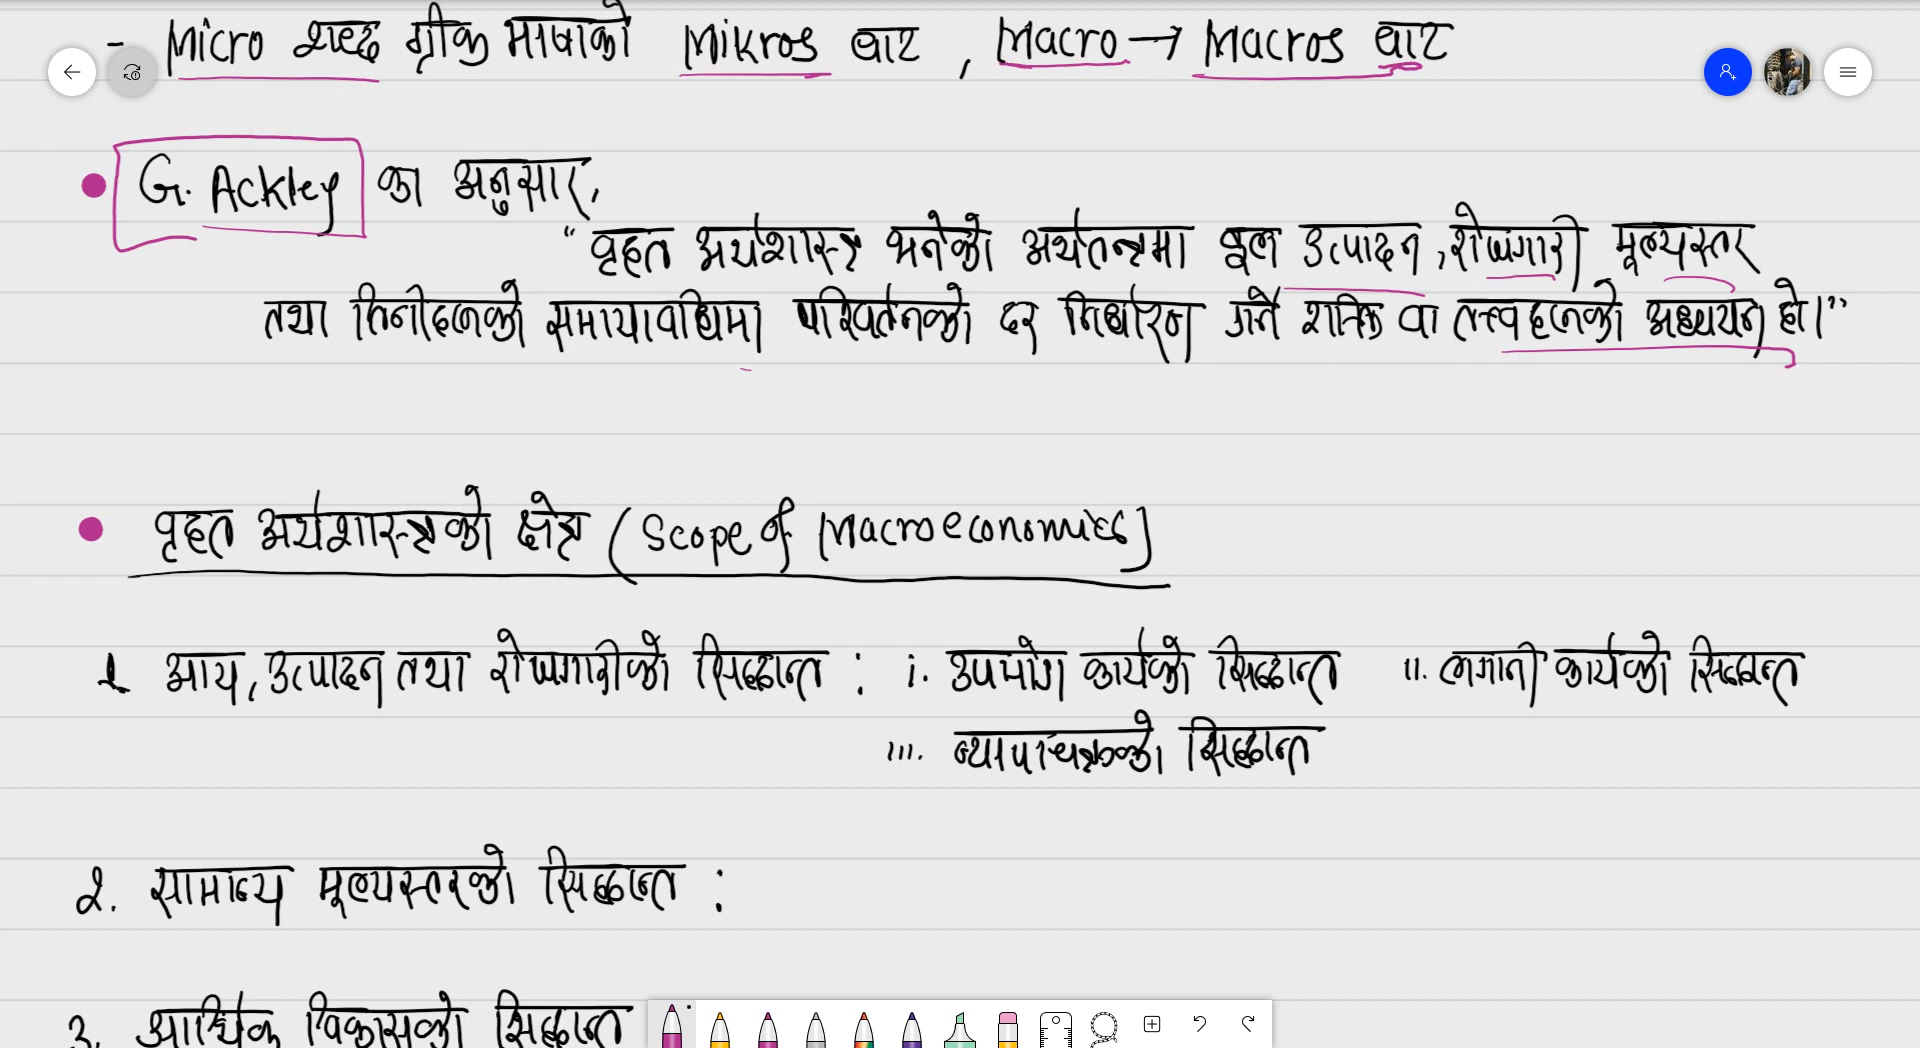 - Micro शब्द ग्रीक भाषाको Mikros बाट , Macro → Macros बाट
G. Ackley का अनुसार,
“वृहत अर्थशास्त्र भनेको अर्थतन्त्रमा कुल उत्पादन, रोजगारी मूल्यस्तर
तथा तिनीहरूको समायावधिमा परिवर्तनको दर निर्धारण गर्ने शक्ति वा तत्त्वहरूको अध्ययन हो।”
वृहत अर्थशास्त्रको क्षेत्र (Scope of Macroeconomics]
1. आय, उत्पादन तथा रोजगारीको सिद्धान्त : i. उपभोग कार्यको सिद्धान्त ii. लगानी कार्यको सिद्धान्त
iii. व्यापारचक्रको सिद्धान्त
2. सामान्य मूल्यस्तरको सिद्धान्त :
3. आर्थिक विकासको सिद्धान्त